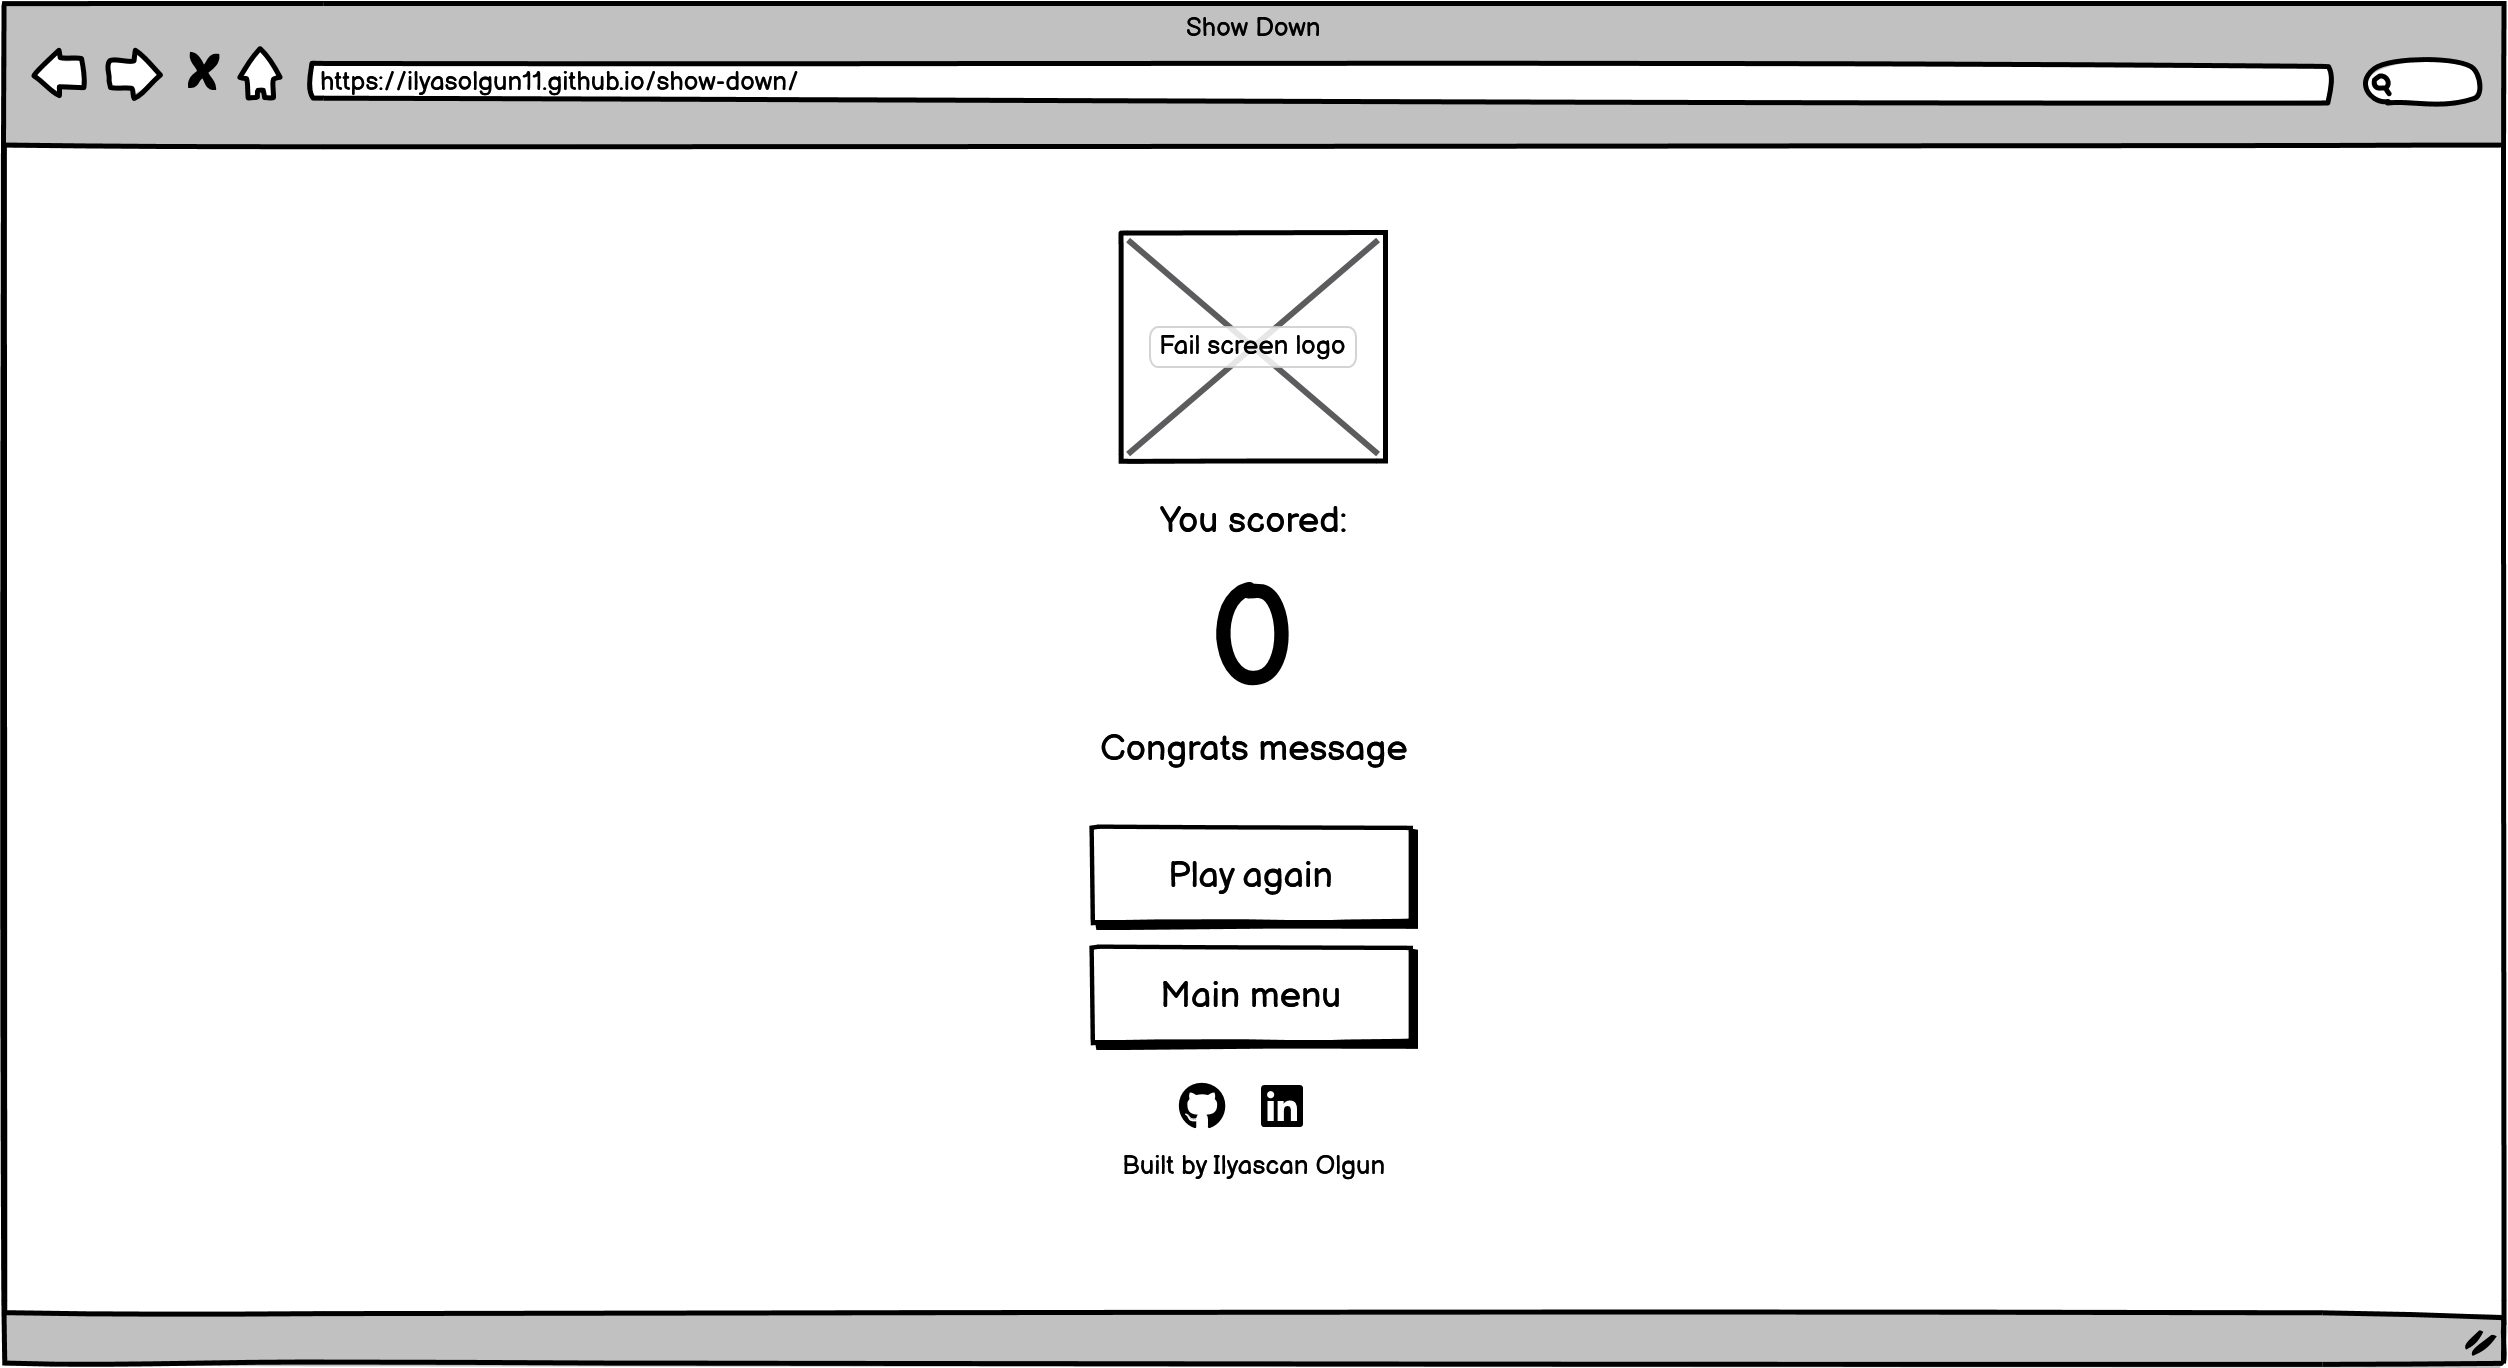 Show Down
https://ilyasolgun11.github.io/show-down/
Fail screen logo
You scored:
0
Congrats message
Play again
Main menu
in
Built by Ilyascan Olgun